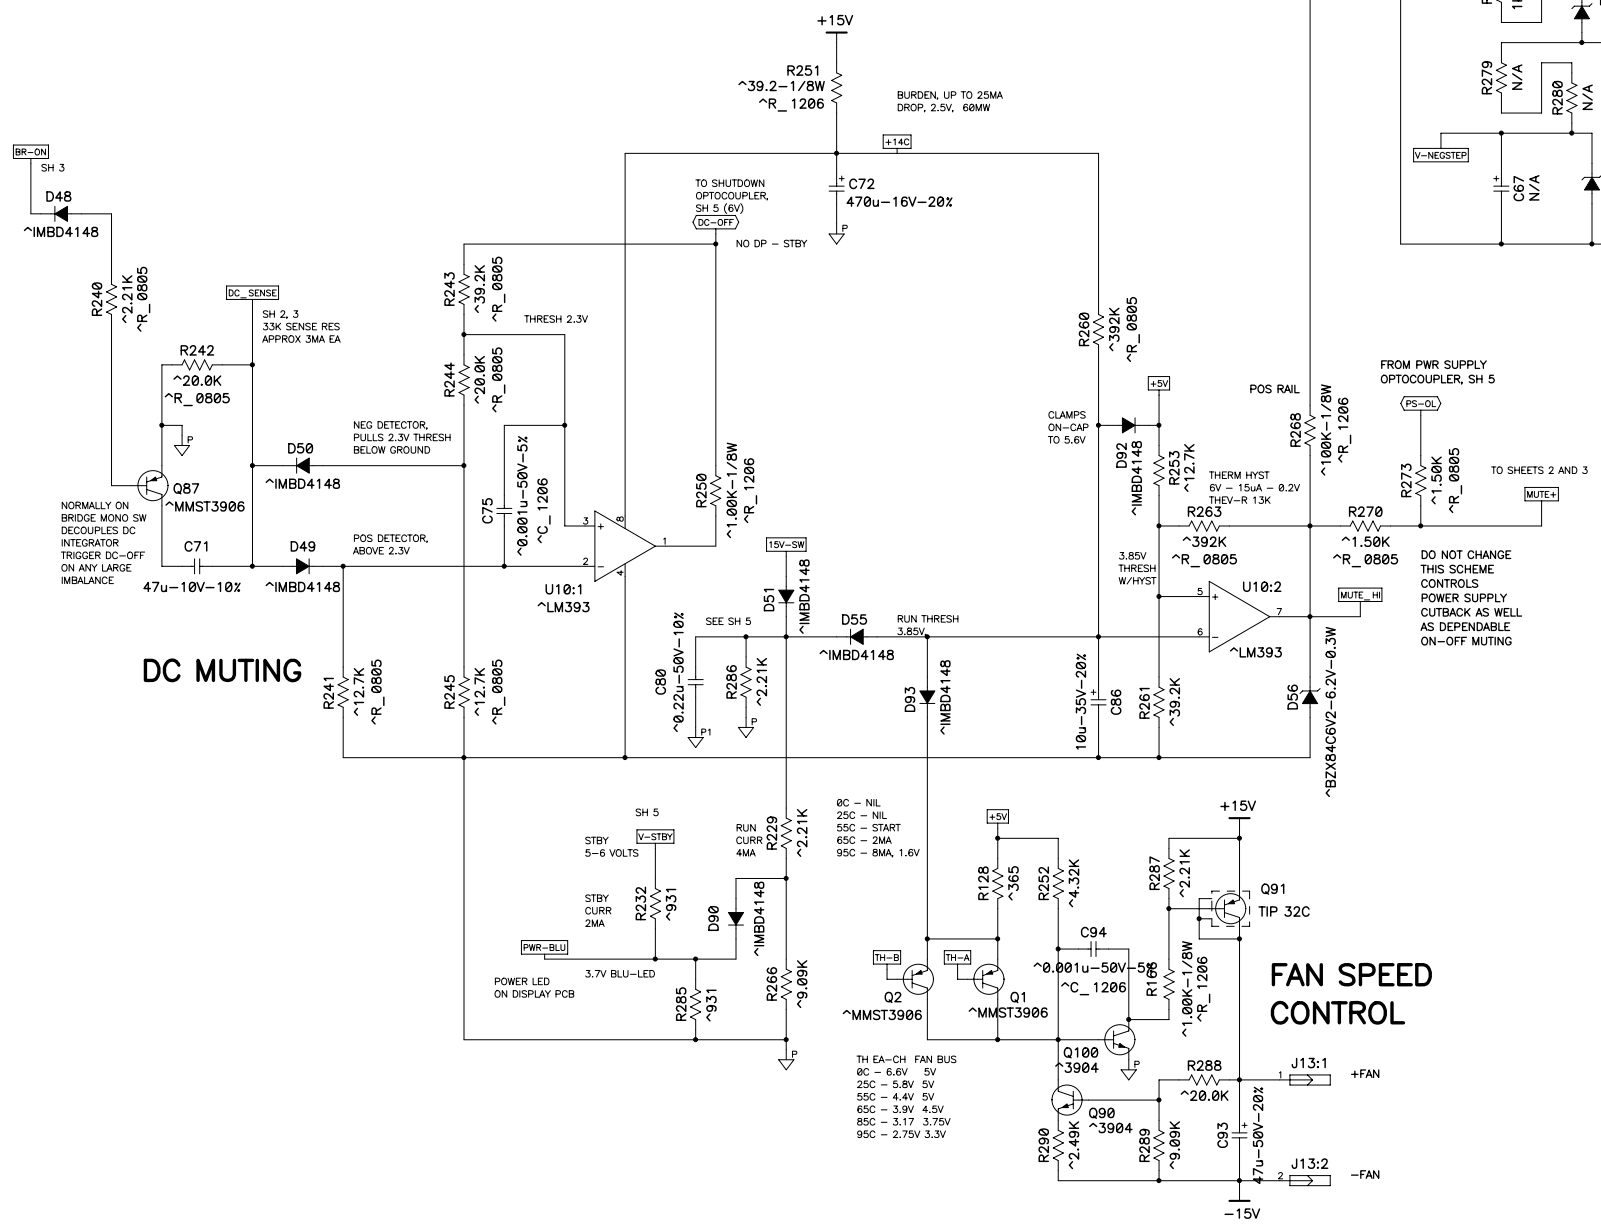 +15V
R251
^39.2-1/8W
^R_1206
BURDEN, UP TO 25MA
DROP, 2.5V, 60MW
+14C
C72
470u-16V-20%
P
R279
N/A
R280
N/A
V-NEGSTEP
C67
N/A
BR-ON
SH 3
D48
^IMBD4148
R240
^2.21K
^R_0805
DC_SENSE
SH 2, 3
33K SENSE RES
APPROX 3MA EA
R242
^20.0K
^R_0805
P
Q87
^MMST3906
NORMALLY ON
BRIDGE MONO SW
DECOUPLES DC
INTEGRATOR
TRIGGER DC-OFF
ON ANY LARGE
IMBALANCE
C71
47u-10V-10%
D50
^IMBD4148
D49
^IMBD4148
NEG DETECTOR,
PULLS 2.3V THRESH
BELOW GROUND
POS DETECTOR,
ABOVE 2.3V
TO SHUTDOWN
OPTOCOUPLER,
SH 5 (6V)
DC-OFF
NO DP - STBY
R243
^39.2K
^R_0805
THRESH 2.3V
R244
^20.0K
^R_0805
C75
^0.001u-50V-5%
^C_1206
R250
^1.00K-1/8W
^R_1206
3
+
2
-
8
4
1
U10:1
^LM393
DC MUTING
R241
^12.7K
^R_0805
R245
^12.7K
^R_0805
15V-SW
D51
^IMBD4148
SEE SH 5
C80
^0.22u-50V-10%
P1
R286
^2.21K
P
D55
^IMBD4148
RUN THRESH
3.85V
D93
^IMBD4148
R260
^392K
^R_0805
CLAMPS
ON-CAP
TO 5.6V
+5V
D92
^IMBD4148
R253
^12.7K
THERM HYST
6V - 15uA - 0.2V
THEV-R 13K
R263
^392K
^R_0805
3.85V
THRESH
W/HYST
5
+
6
-
7
U10:2
^LM393
10u-35V-20%
C86
R261
^39.2K
POS RAIL
R268
^100K-1/8W
^R_1206
FROM PWR SUPPLY
OPTOCOUPLER, SH 5
PS-OL
R273
^1.50K
^R_0805
TO SHEETS 2 AND 3
MUTE+
R270
^1.50K
^R_0805
DO NOT CHANGE
THIS SCHEME
CONTROLS
POWER SUPPLY
CUTBACK AS WELL
AS DEPENDABLE
ON-OFF MUTING
MUTE_HI
D56
^BZX84C6V2-6.2V-0.3W
SH 5
V-STBY
STBY
5-6 VOLTS
STBY
CURR
2MA
R232
^931
PWR-BLU
POWER LED
ON DISPLAY PCB
3.7V BLU-LED
R285
^931
RUN
CURR
4MA
R229
^2.21K
D90
^IMBD4148
R266
^9.09K
P
0C - NIL
25C - NIL
55C - START
65C - 2MA
95C - 8MA, 1.6V
+5V
R128
^365
R252
^4.32K
TH-B
Q2
^MMST3906
TH-A
Q1
^MMST3906
C94
^0.001u-50V-5%
^C_1206
^1.00K-1/8W
^R_1206
R287
^2.21K
+15V
Q91
TIP 32C
FAN SPEED
CONTROL
TH EA-CH FAN BUS
0C - 6.6V 5V
25C - 5.8V 5V
55C - 4.4V 5V
65C - 3.9V 4.5V
85C - 3.17 3.75V
95C - 2.75V 3.3V
Q100
^3904
P
Q90
^3904
R290
^2.49K
R289
^9.09K
R288
^20.0K
C93
47u-50V-20%
J13:1
1
+FAN
J13:2
2
-FAN
-15V